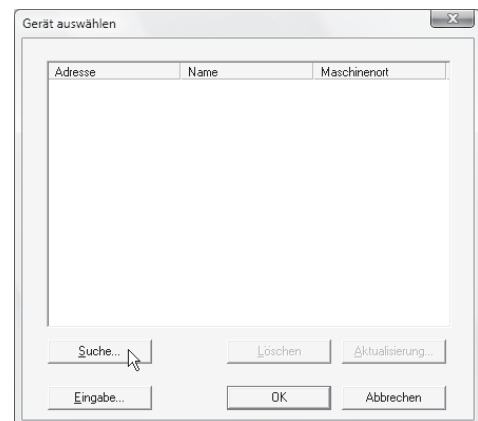 Gerät auswählen
Adresse Name Maschinenort
Suche... Löschen Aktualisierung...
Eingabe... OK Abbrechen